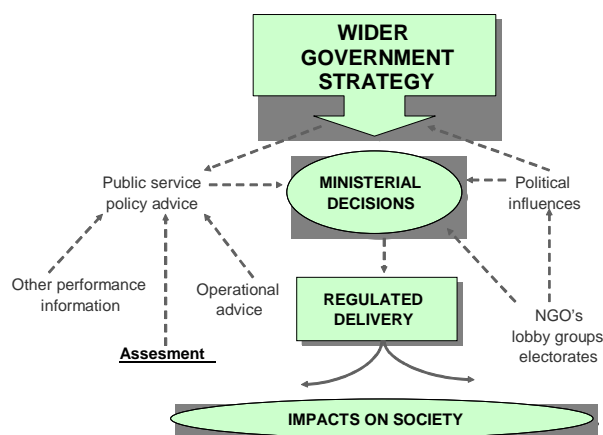 WIDER
GOVERNMENT
STRATEGY
Public service
policy advice
MINISTERIAL
DECISIONS
Political
influences
Other performance
information
Operational
advice
REGULATED
DELIVERY
NGO's
lobby groups
electorates
Assesment
IMPACTS ON SOCIETY